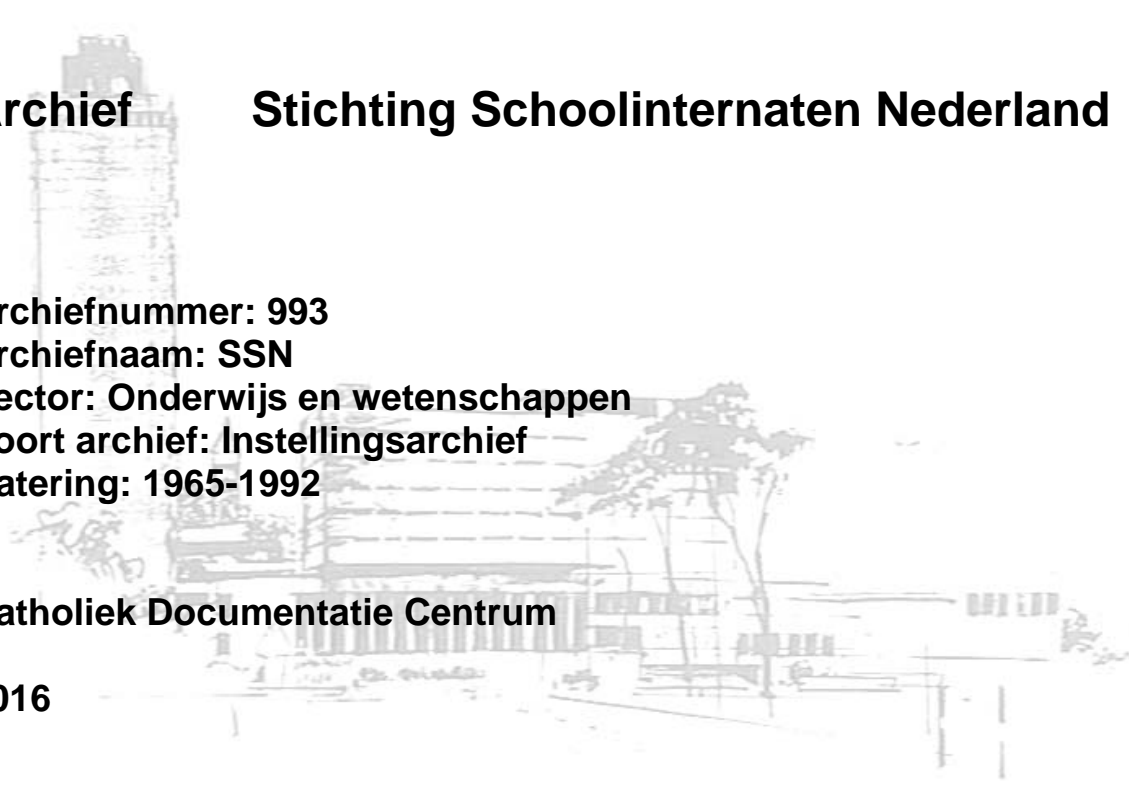 rchief Stichting Schoolinternaten Nederland
rchiefnummer: 993
rchiefnaam: SSN
ector: Onderwijs en wetenschappen
oort archief: Instellingsarchief
atering: 1965-1992
atholiek Documentatie Centrum
016